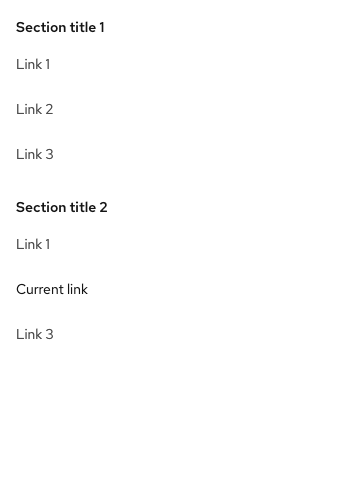 Section title 1
Link 1
Link 2
Link 3
Section title 2
Link 1
Current link
Link 3